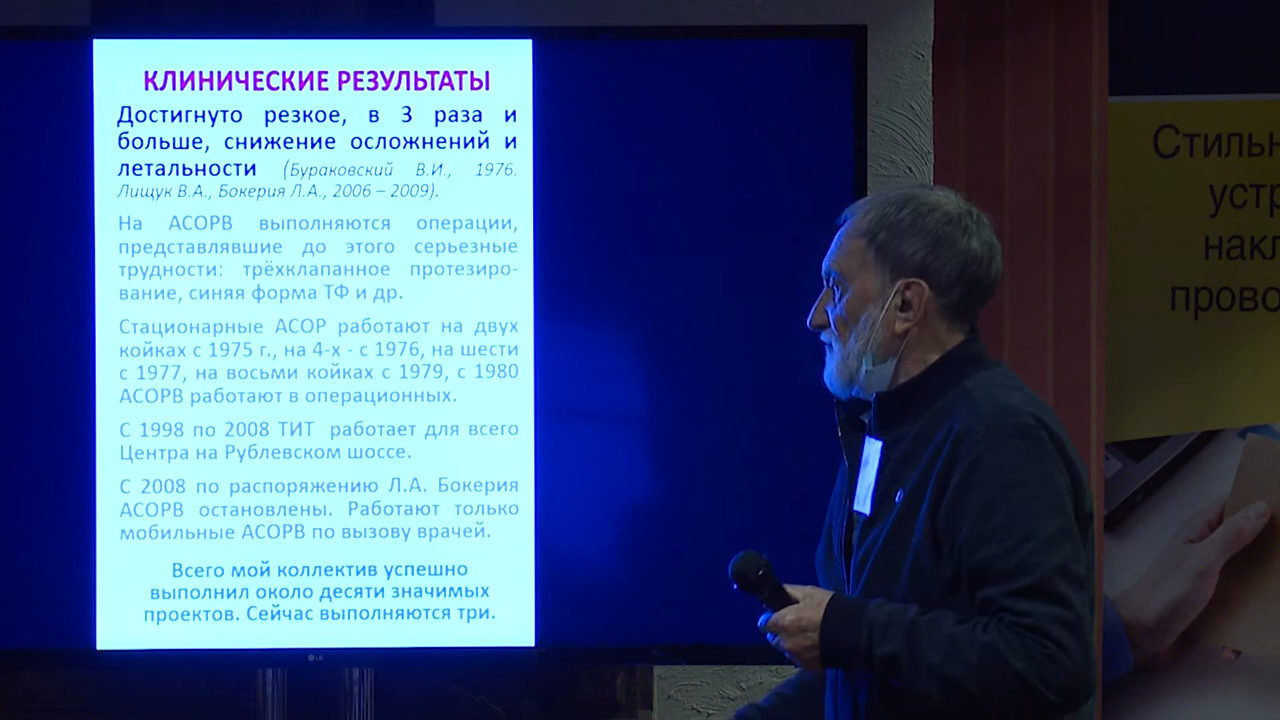 КЛИНИЧЕСКИЕ РЕЗУЛЬТАТЫ
Достигнуто резкое, в 3 раза и
больше, снижение осложнений и
летальности (Бураковский В.И., 1976.
Лищук В.А., Бокерия Л.А., 2006 – 2009).
На АСОРВ выполняются операции,
представлявшие до этого серьезные
трудности: трёхклапанное протезиро-
вание, синяя форма ТФ и др.
Стационарные АСОР работают на двух
койках с 1975 г., на 4-х - с 1976, на шести
с 1977, на восьми койках с 1979, с 1980
АСОРВ работают в операционных.
С 1998 по 2008 ТИТ работает для всего
Центра на Рублевском шоссе.
С 2008 по распоряжению Л.А. Бокерия
АСОРВ остановлены. Работают только
мобильные АСОРВ по вызову врачей.
Всего мой коллектив успешно
выполнил около десяти значимых
проектов. Сейчас выполняются три.
LG
Стильн
устр
накл
прово